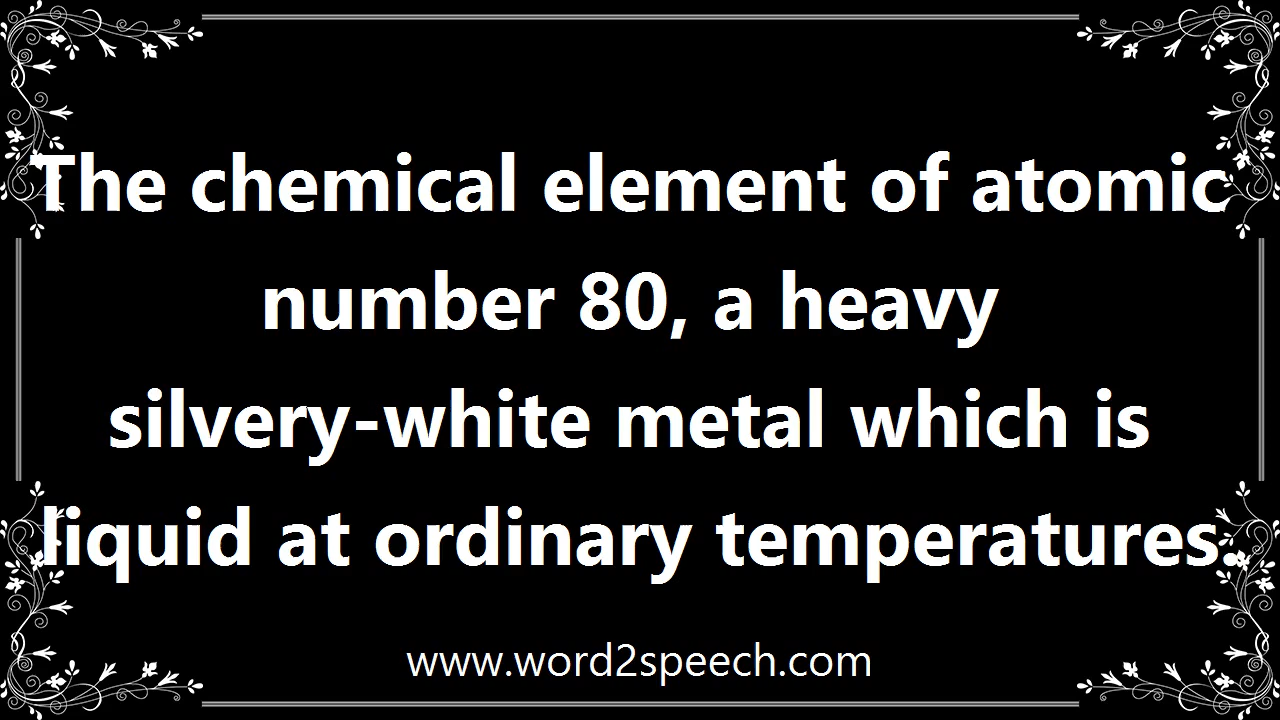 The chemical element of atomic
number 80, a heavy
silvery-white metal which is
liquid at ordinary temperatures.
www.word2speech.com